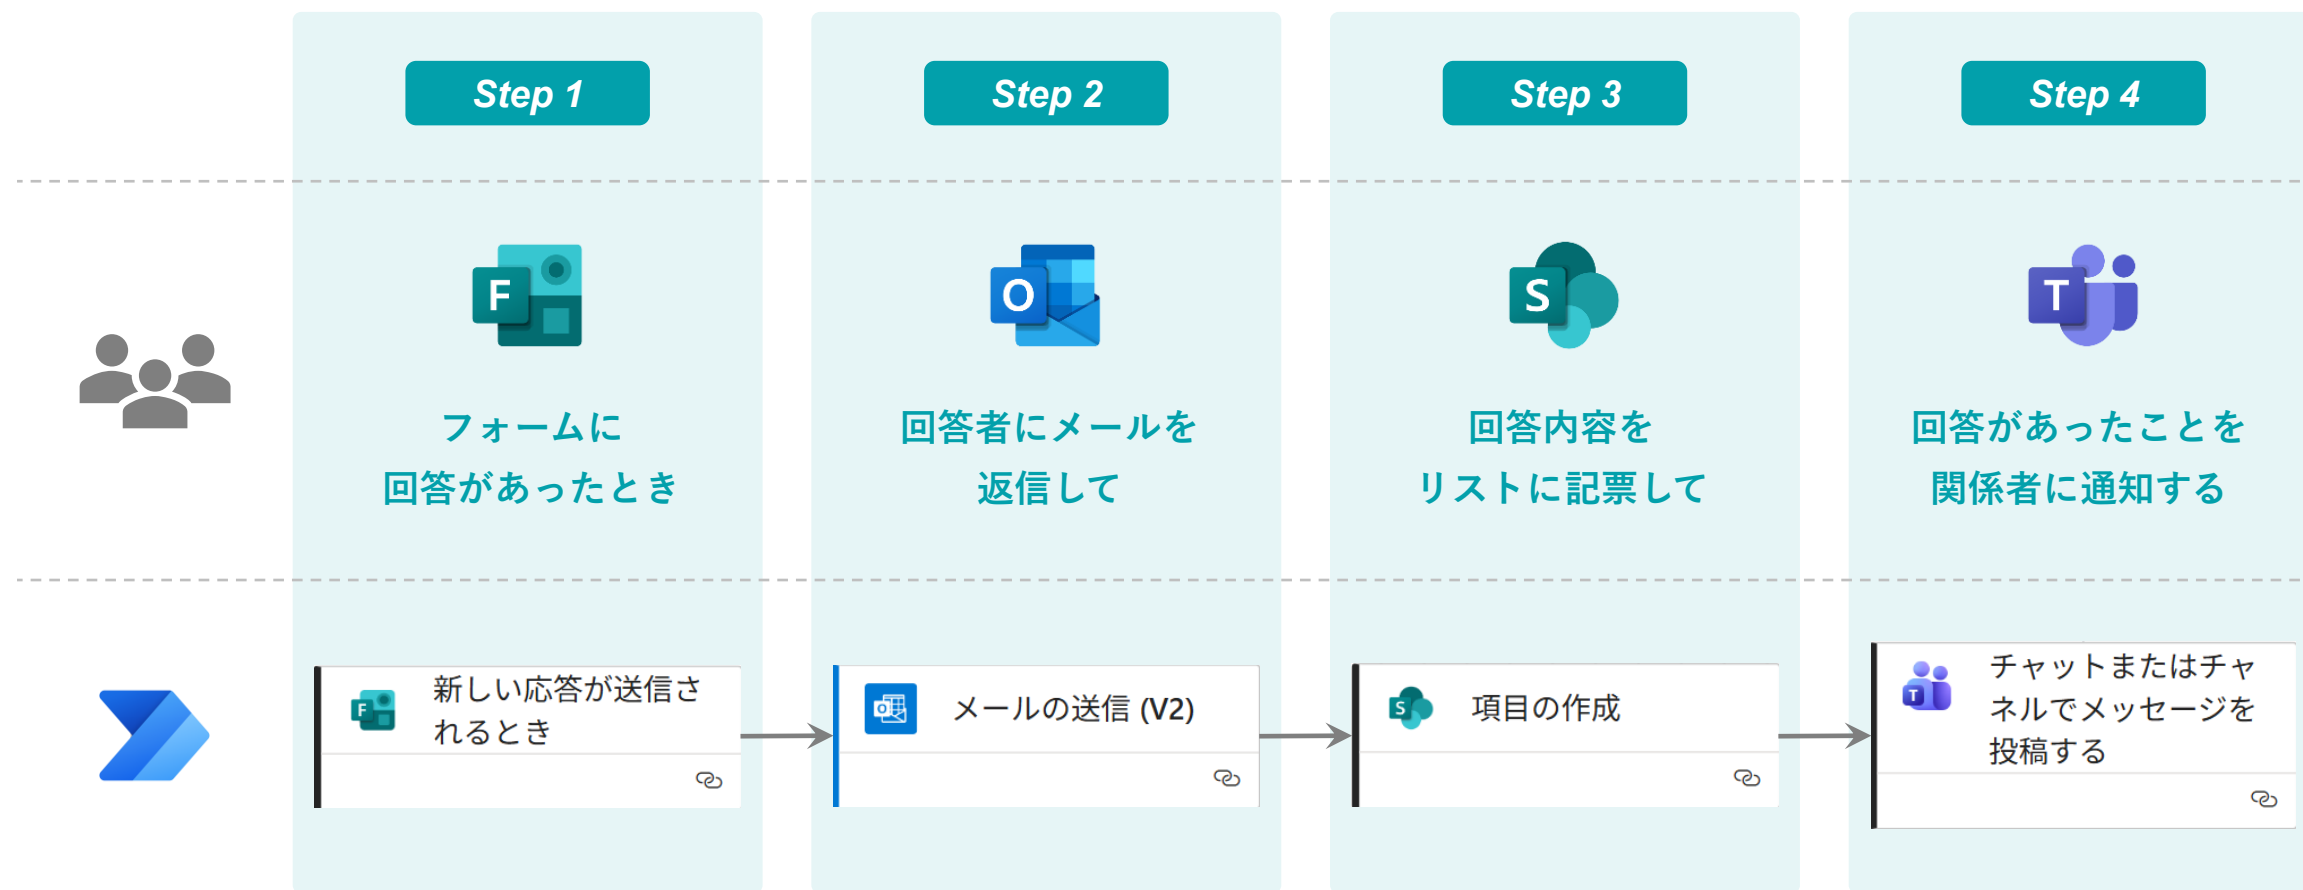 Step 1
Step 2
Step 3
Step 4
F
フォームに
回答があったとき
O
回答者にメールを
返信して
S
回答内容を
リストに記票して
T
回答があったことを
関係者に通知する
F
新しい応答が送信さ
れるとき
O
メールの送信 (V2)
S
項目の作成
T
チャットまたはチャ
ネルでメッセージを
投稿する